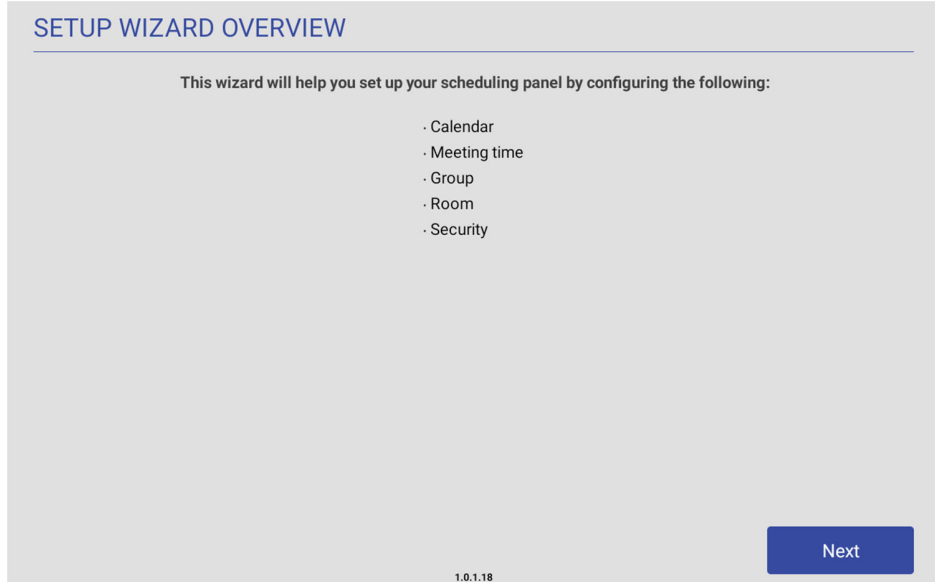 SETUP WIZARD OVERVIEW
This wizard will help you set up your scheduling panel by configuring the following:
· Calendar
· Meeting time
· Group
· Room
· Security
Next
1.0.1.18